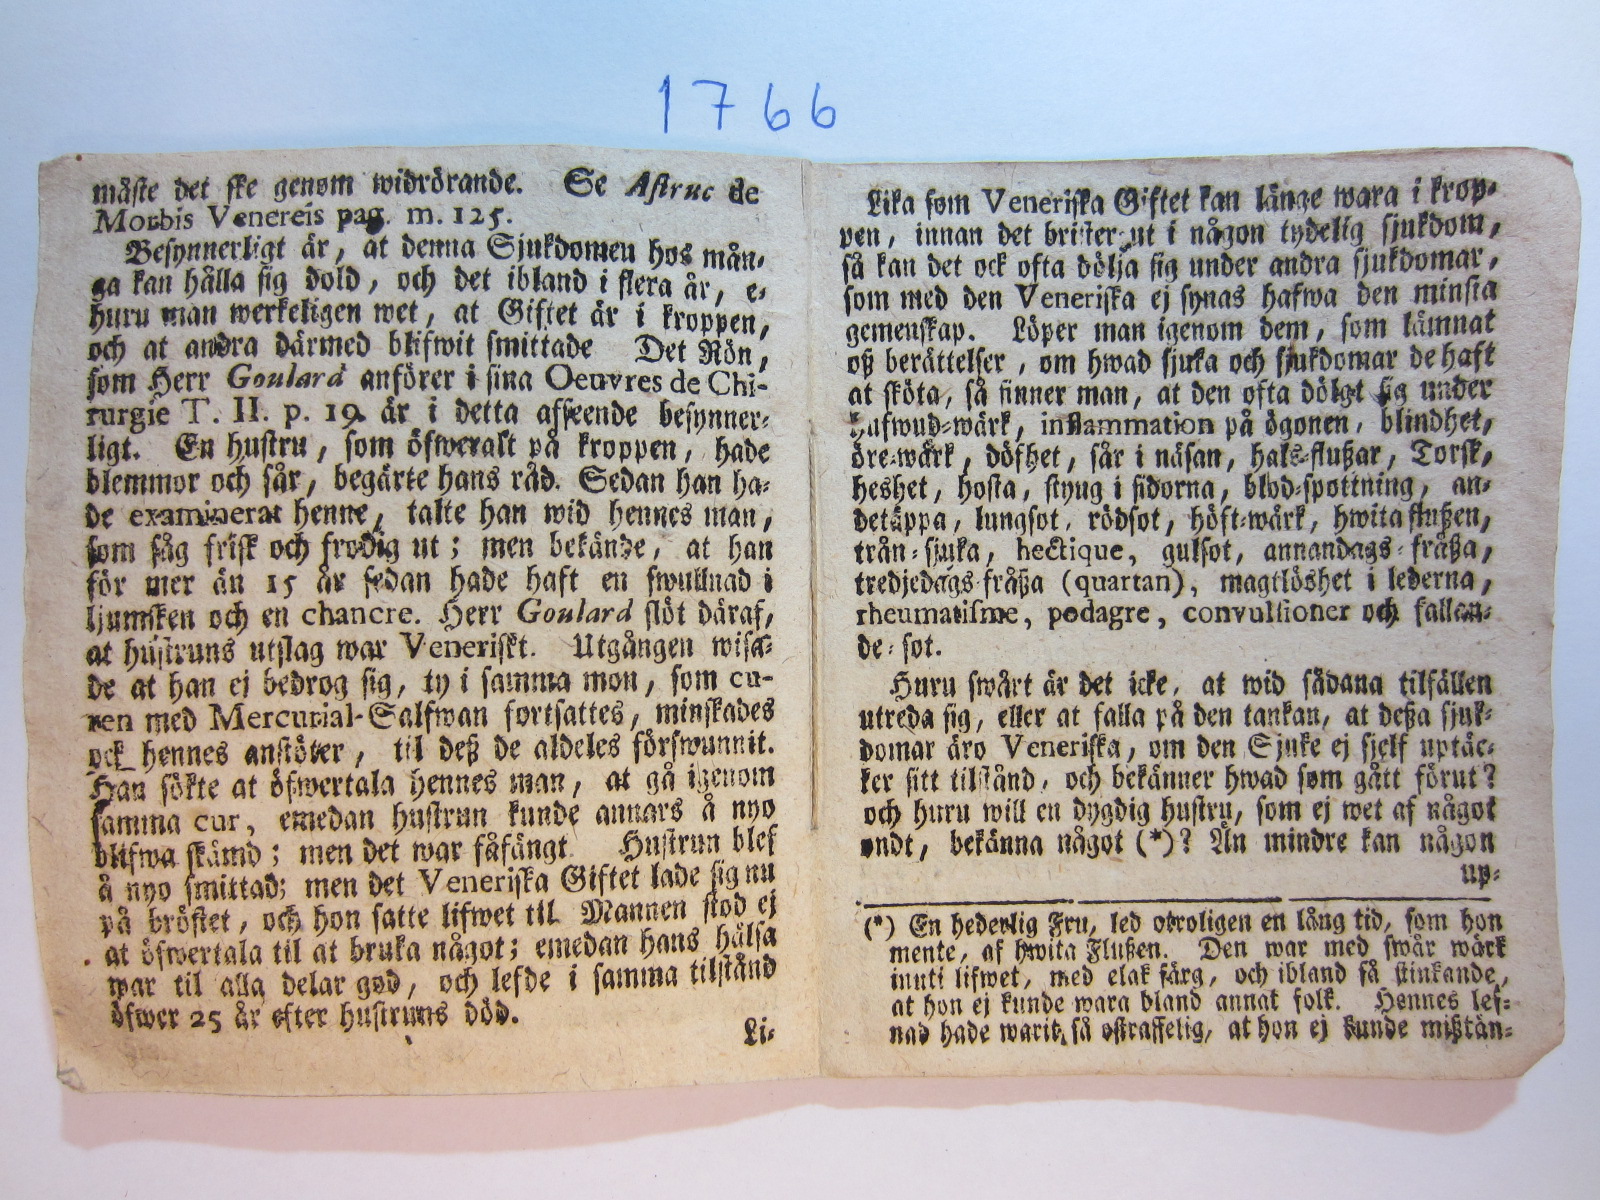 1766
måste det ske genom widrörande. Se Astruc de
Morbis Venereis pag. m. 125.
Besynnerligt är, at denna Sjukdomen hos mån-
ga kan hålla sig dold, och det ibland i flera år, e-
huru man werkeligen wet, at Giftet är i kroppen,
och at andra därmed blifwit smittade Det Rön,
som Herr Goulard anförer i sina Oeuvres de Chi-
rurgie T. II. p. 19. är i detta afseende besynner-
ligt. En hustru, som öfweralt på kroppen, hade
blemmor och sår, begärte hans råd. Sedan han ha-
de examinerat henne, talte han wid hennes man,
som såg frisk och frodig ut; men bekände, at han
för mer än 15 år sedan hade haft en swullnad i
ljumsken och en chancre. Herr Goulard slöt däraf,
at hustruns utslag war Veneriskt. Utgången wisa-
de at han ej bedrog sig, ty i samma mon, som cu-
ren med Mercurial-Salfwan fortsattes, minskades
ock hennes anstöter, til deß de aldeles förswunnit.
Han sökte at öfwertala hennes man, at gå igenom
samma cur, emedan hustrun kunde annars å nyo
blifwa skämd; men det war fåfängt Hustrun blef
å nyo smittad; men det Veneriska Giftet lade sig nu
på bröstet, och hon satte lifwet til. Mannen stod ej
at öfwertala til at bruka något; emedan hans hälsa
war til alla delar god, och lefde i samma tilstånd
öfwer 25 år efter hustruns död.
Li-
Lika som Veneriska Giftet kan länge wara i krop-
pen, innan det brister ut i någon tydelig sjukdom,
så kan det ock ofta dölja sig under andra sjukdomar,
som med den Veneriska ej synas hafwa den minsta
gemenskap. Löper man igenom dem, som lämnat
oß berättelser, om hwad sjuka och sjukdomar de haft
at sköta, så finner man, at den ofta dölgt sig under
hufwud-wärk, inflammation på ögonen, blindhet,
öre-wärk, döfhet, sår i näsan, hals-flußar, Torsk,
heshet, hosta, styng i sidorna, blod-spottning, an-
detäppa, lungsot, rödsot, höft-wärk, hwita flußen,
trån-sjuka, hectique, gulsot, annandags-fråßa,
tredjedags-fråßa (quartan), magtlöshet i lederna,
rheumatisme, podagre, convulsioner och fallan-
de-sot.
Huru swårt är det icke, at wid sådana tilfällen
utreda sig, eller at falla på den tankan, at deßa sjuk-
domar äro Veneriska, om den Sjuke ej sjelf uptäc-
ker sitt tilstånd, och bekänner hwad som gått förut?
och huru will en dygdig hustru, som ej wet af något
ondt, bekänna något (*)? Än mindre kan någon
up-
(*) En hederlig Fru, led otroligen en lång tid, som hon
mente, af hwita Flußen. Den war med swår wärk
inuti lifwet, med elak färg, och ibland så stinkande,
at hon ej kunde wara bland annat folk. Hennes lef-
nad hade warit så ostraffelig, at hon ej kunde mißtän-